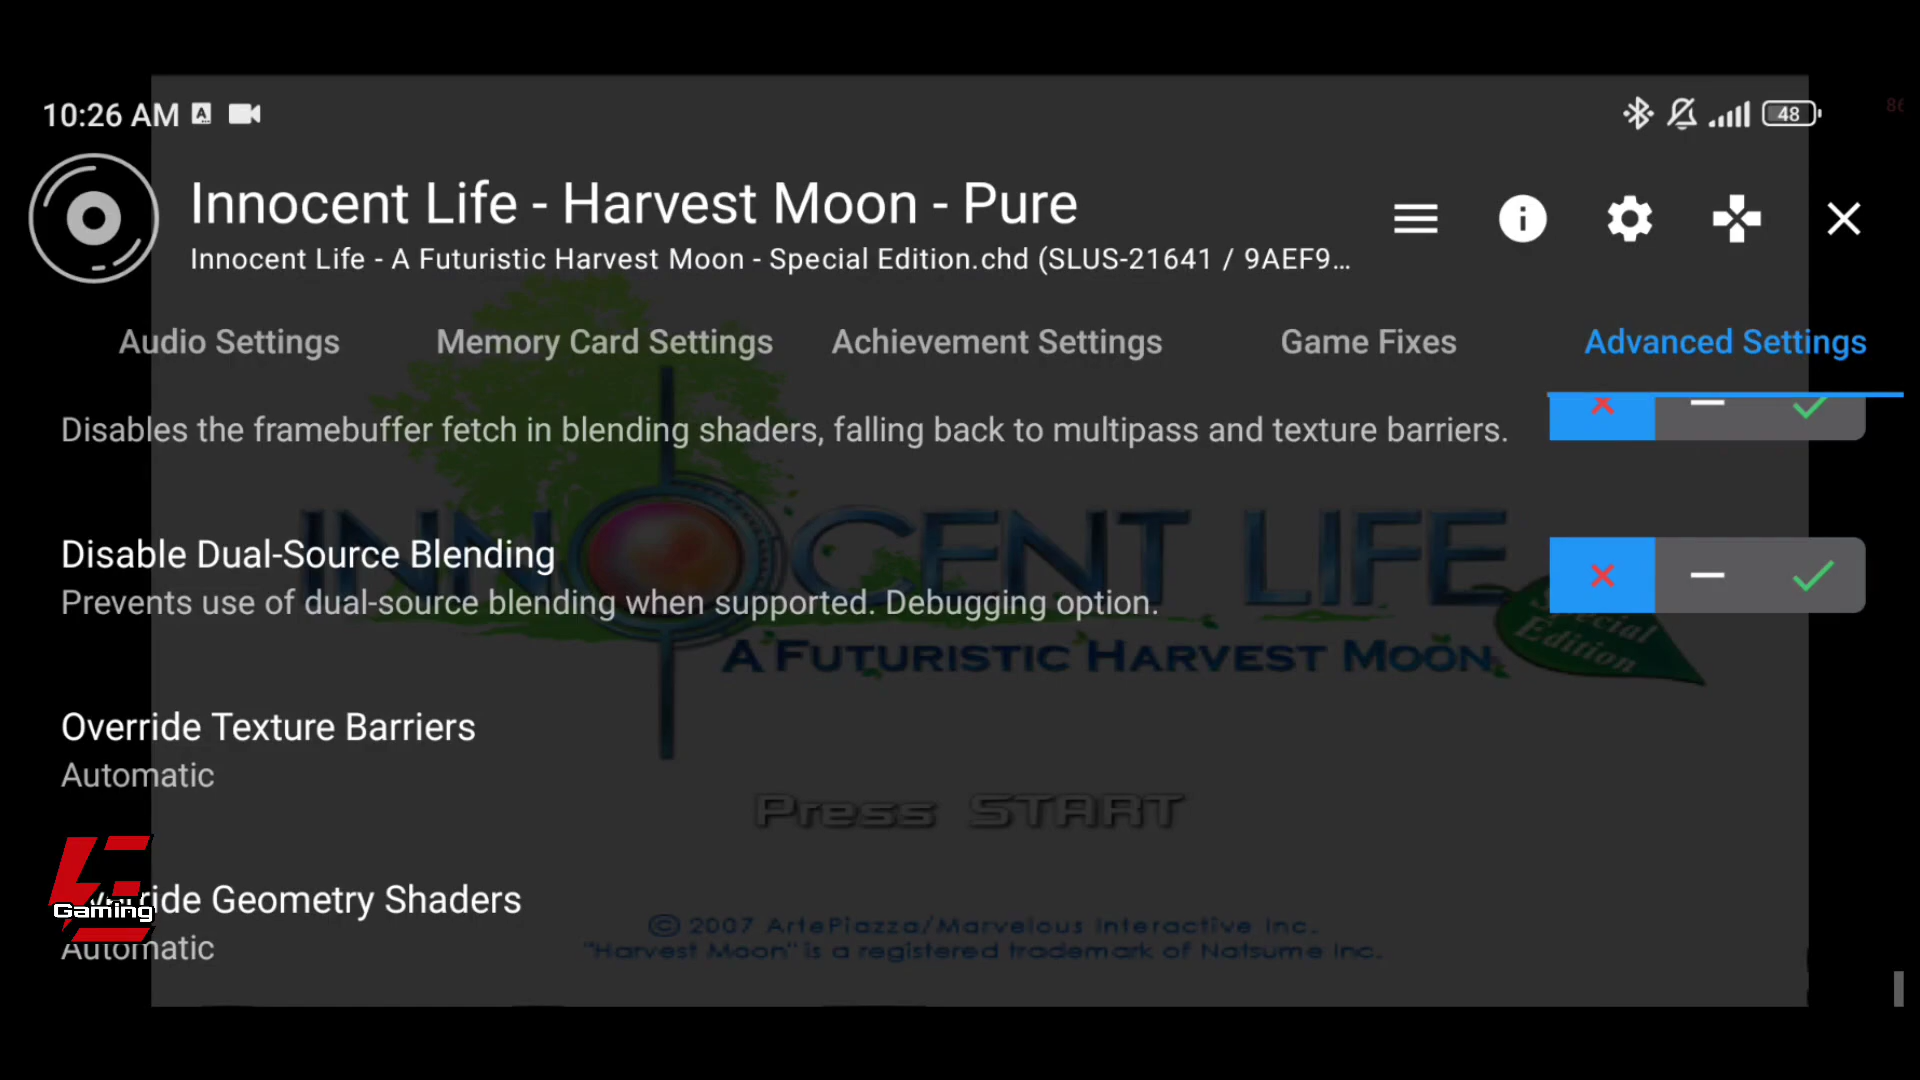 10:26 AM
48
86
Innocent Life - Harvest Moon - Pure
Innocent Life - A Futuristic Harvest Moon - Special Edition.chd (SLUS-21641 / 9AEF9...
Audio Settings
Memory Card Settings
Achievement Settings
Game Fixes
Advanced Settings
Disables the framebuffer fetch in blending shaders, falling back to multipass and texture barriers.
INNOCENT LIFE
Disable Dual-Source Blending
Prevents use of dual-source blending when supported. Debugging option.
Special
Edition
A FUTURISTIC HARVEST MOON
Override Texture Barriers
Automatic
Press START
Override Geometry Shaders
Gaming
Automatic
© 2007 ArtePiazza/Marvelous Interactive Inc.
"Harvest Moon" is a registered trademark of Natsume Inc.